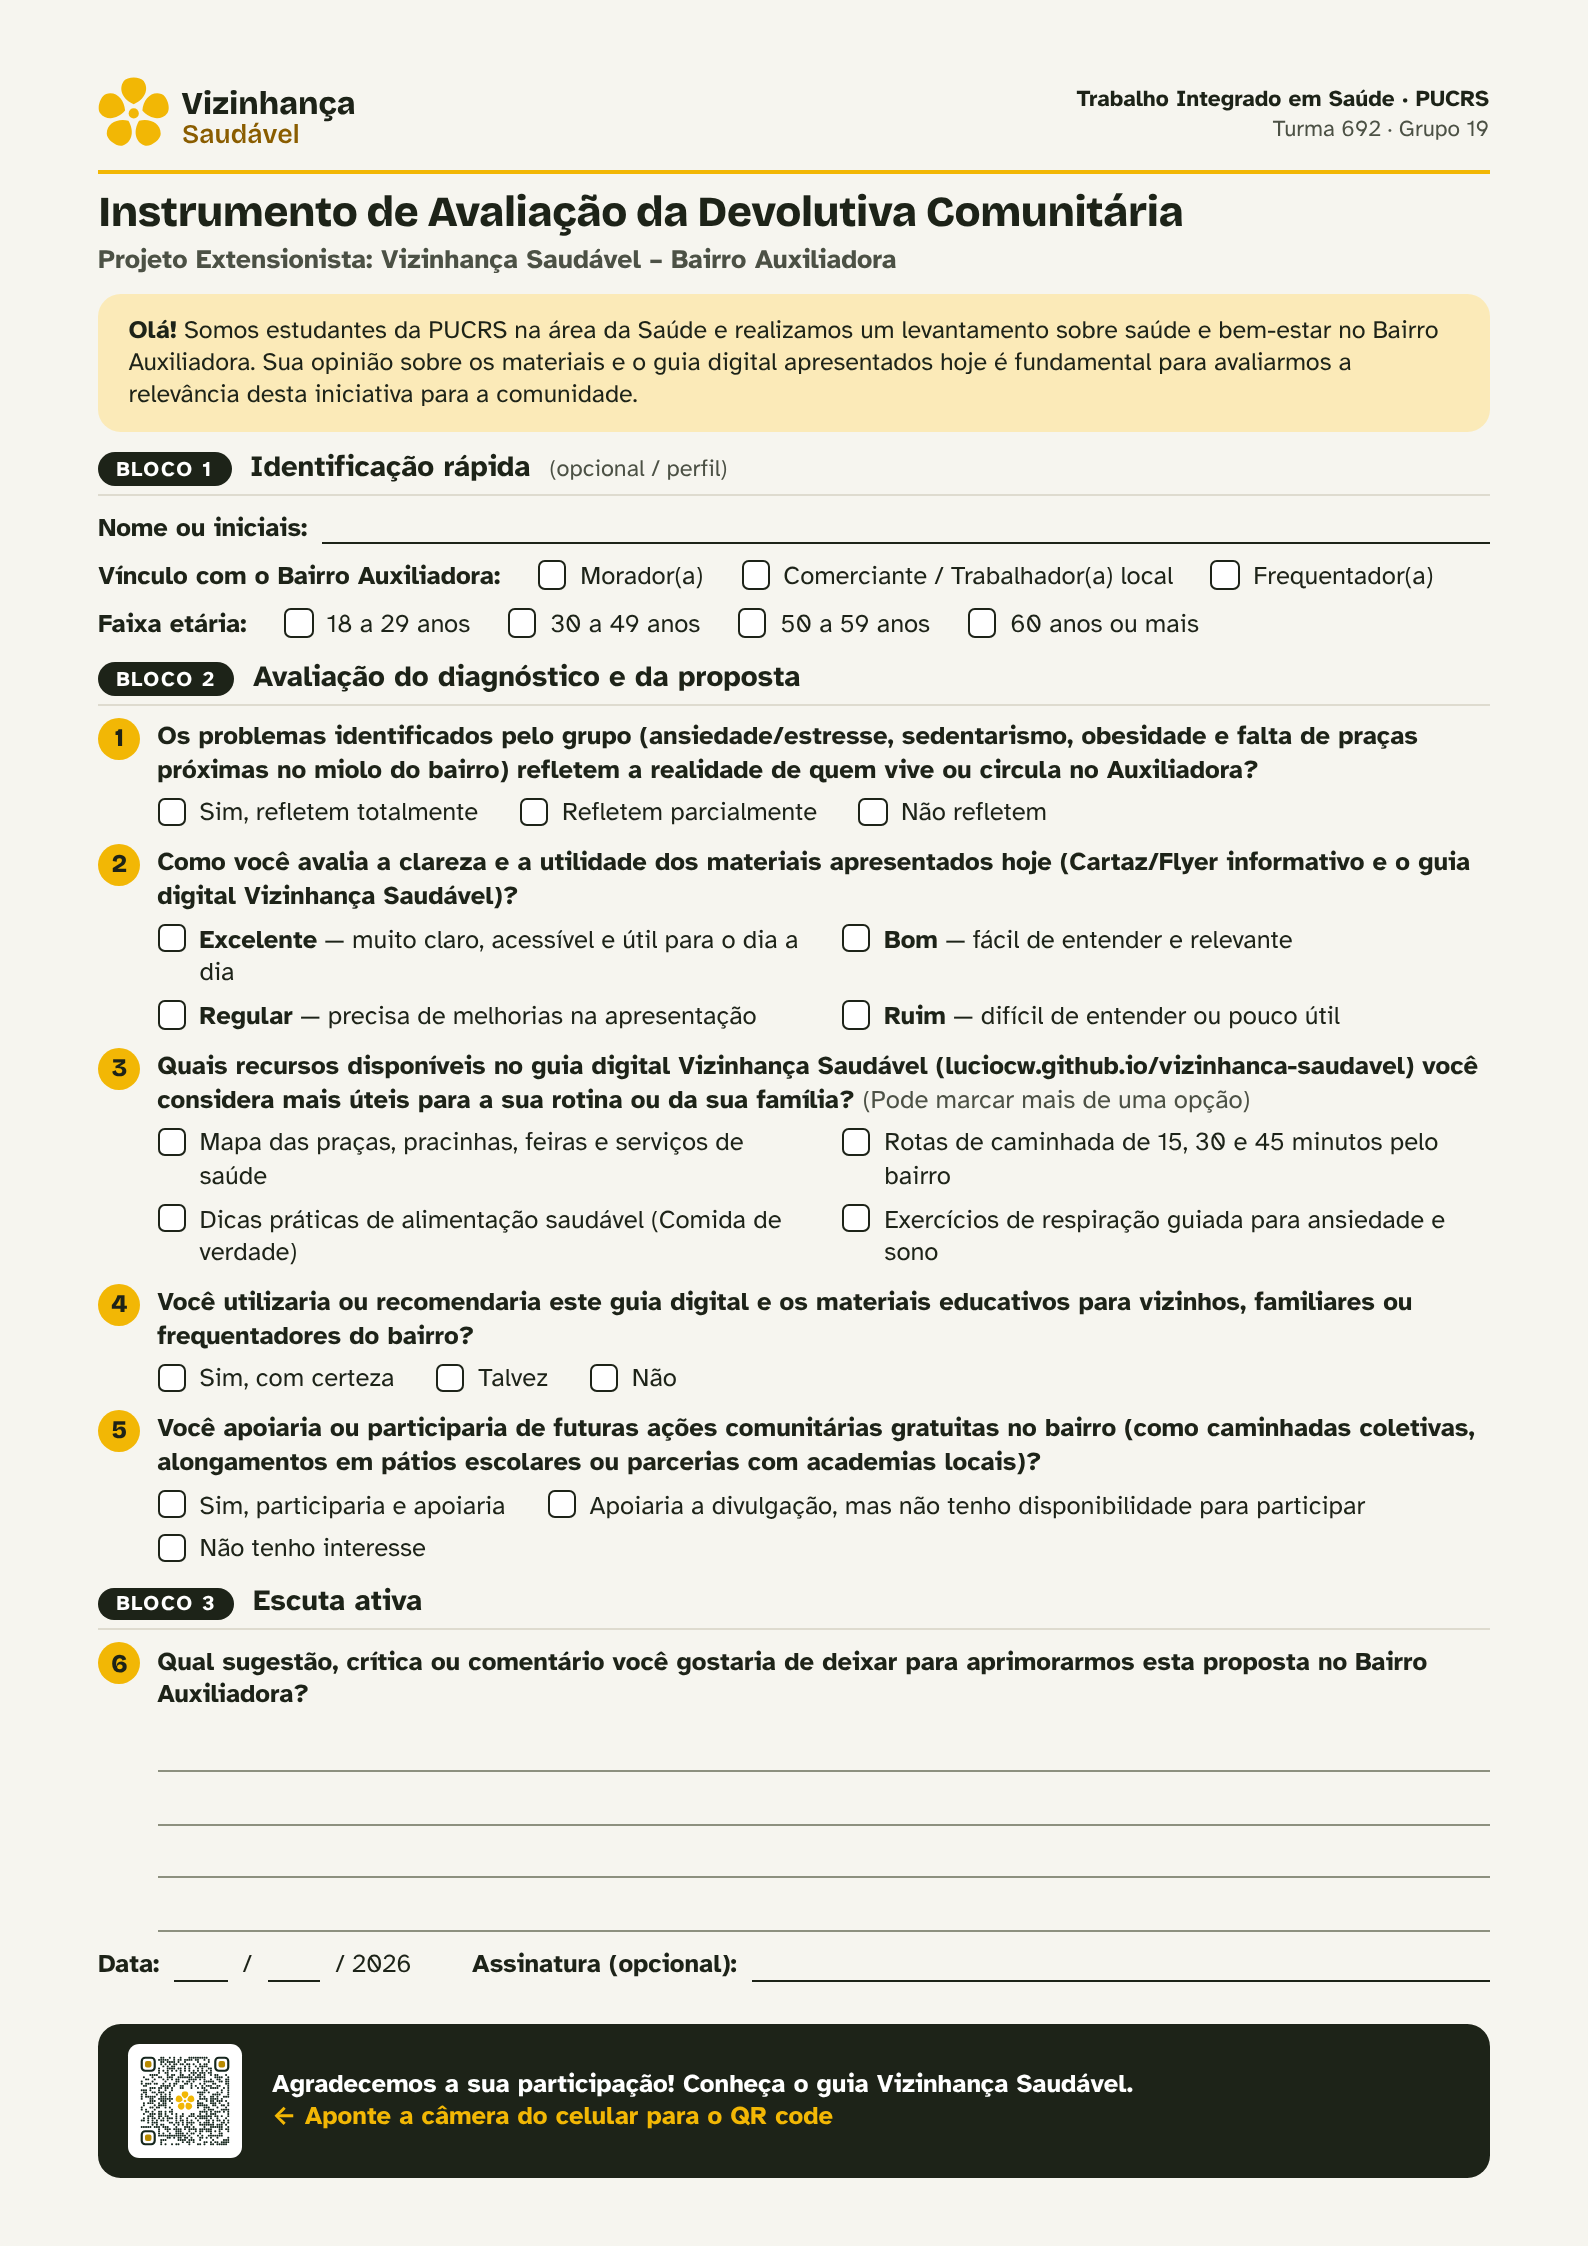 Vizinhança
Saudável
Trabalho Integrado em Saúde · PUCRS
Turma 692 · Grupo 19
Instrumento de Avaliação da Devolutiva Comunitária
Projeto Extensionista: Vizinhança Saudável – Bairro Auxiliadora
Olá! Somos estudantes da PUCRS na área da Saúde e realizamos um levantamento sobre saúde e bem-estar no Bairro
Auxiliadora. Sua opinião sobre os materiais e o guia digital apresentados hoje é fundamental para avaliarmos a
relevância desta iniciativa para a comunidade.
BLOCO 1 Identificação rápida (opcional / perfil)
Nome ou iniciais:
Vínculo com o Bairro Auxiliadora: Morador(a) Comerciante / Trabalhador(a) local Frequentador(a)
Faixa etária: 18 a 29 anos 30 a 49 anos 50 a 59 anos 60 anos ou mais
BLOCO 2 Avaliação do diagnóstico e da proposta
1 Os problemas identificados pelo grupo (ansiedade/estresse, sedentarismo, obesidade e falta de praças
próximas no miolo do bairro) refletem a realidade de quem vive ou circula no Auxiliadora?
Sim, refletem totalmente Refletem parcialmente Não refletem
2 Como você avalia a clareza e a utilidade dos materiais apresentados hoje (Cartaz/Flyer informativo e o guia
digital Vizinhança Saudável)?
Excelente — muito claro, acessível e útil para o dia a
dia
Bom — fácil de entender e relevante
Regular — precisa de melhorias na apresentação
Ruim — difícil de entender ou pouco útil
3 Quais recursos disponíveis no guia digital Vizinhança Saudável (luciocw.github.io/vizinhanca-saudavel) você
considera mais úteis para a sua rotina ou da sua família? (Pode marcar mais de uma opção)
Mapa das praças, pracinhas, feiras e serviços de
saúde
Rotas de caminhada de 15, 30 e 45 minutos pelo
bairro
Dicas práticas de alimentação saudável (Comida de
verdade)
Exercícios de respiração guiada para ansiedade e
sono
4 Você utilizaria ou recomendaria este guia digital e os materiais educativos para vizinhos, familiares ou
frequentadores do bairro?
Sim, com certeza Talvez Não
5 Você apoiaria ou participaria de futuras ações comunitárias gratuitas no bairro (como caminhadas coletivas,
alongamentos em pátios escolares ou parcerias com academias locais)?
Sim, participaria e apoiaria Apoiaria a divulgação, mas não tenho disponibilidade para participar
Não tenho interesse
BLOCO 3 Escuta ativa
6 Qual sugestão, crítica ou comentário você gostaria de deixar para aprimorarmos esta proposta no Bairro
Auxiliadora?
Data: / / 2026 Assinatura (opcional):
Agradecemos a sua participação! Conheça o guia Vizinhança Saudável.
← Aponte a câmera do celular para o QR code